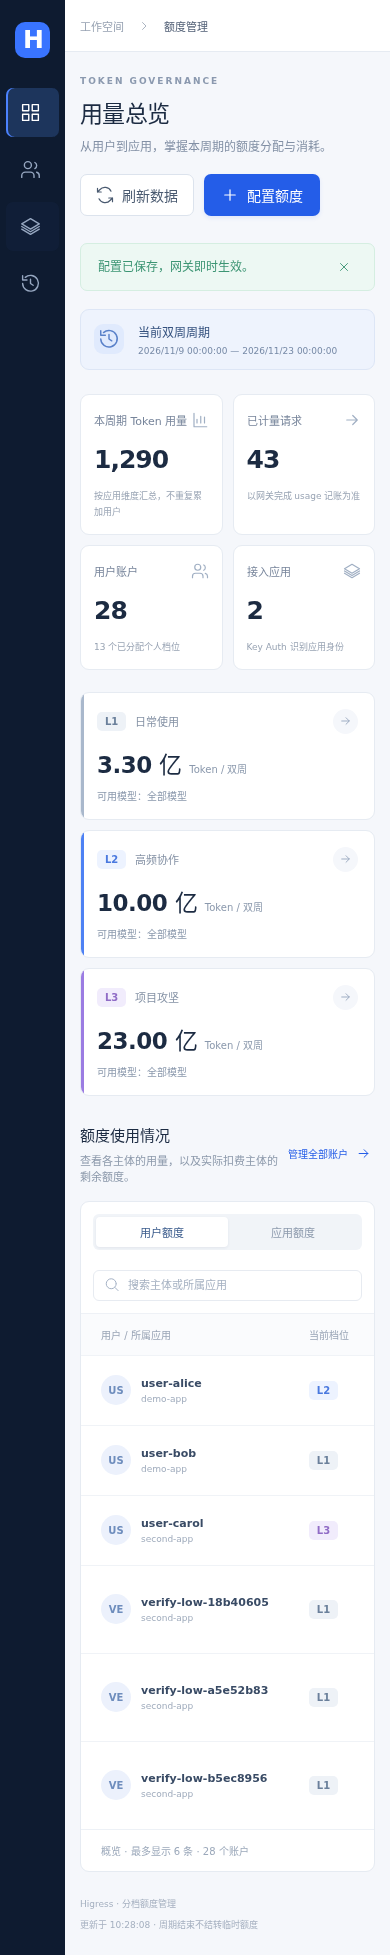 H
工作空间 > 额度管理
TOKEN GOVERNANCE
用量总览
从用户到应用，掌握本周期的额度分配与消耗。
刷新数据
配置额度
配置已保存，网关即时生效。
当前双周周期
2026/11/9 00:00:00 — 2026/11/23 00:00:00
本周期 Token 用量
1,290
按应用维度汇总，不重复累
加用户
已计量请求
43
以网关完成 usage 记账为准
用户账户
28
13 个已分配个人档位
接入应用
2
Key Auth 识别应用身份
L1 日常使用
3.30 亿 Token / 双周
可用模型：全部模型
L2 高频协作
10.00 亿 Token / 双周
可用模型：全部模型
L3 项目攻坚
23.00 亿 Token / 双周
可用模型：全部模型
额度使用情况
查看各主体的用量，以及实际扣费主体的
剩余额度。
管理全部账户
用户额度
应用额度
搜索主体或所属应用
用户 / 所属应用 当前档位
US user-alice L2
demo-app
US user-bob L1
demo-app
US user-carol L3
second-app
VE verify-low-18b40605 L1
second-app
VE verify-low-a5e52b83 L1
second-app
VE verify-low-b5ec8956 L1
second-app
概览 · 最多显示 6 条 · 28 个账户
Higress · 分档额度管理
更新于 10:28:08 · 周期结束不结转临时额度